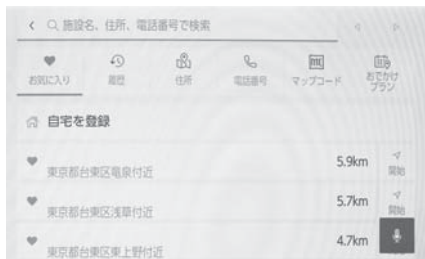 施設名、住所、電話番号で検索
お気に入り 履歴 住所 電話番号 マップコード おでかけプラン
自宅を登録
5.9km
東京都台東区竜泉付近 開始
5.7km
東京都台東区浅草付近 開始
4.7km
東京都台東区東上野付近